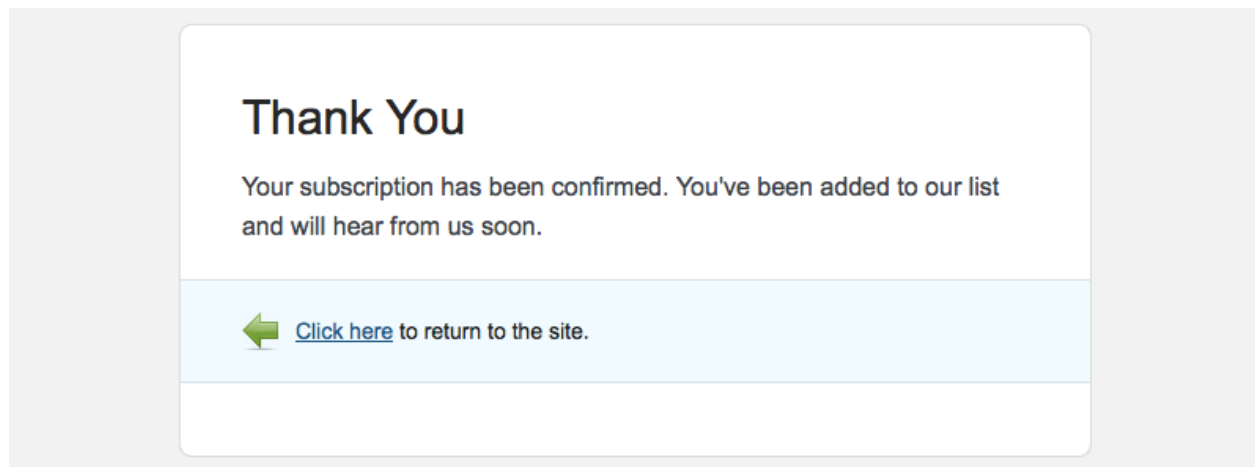 Thank You
Your subscription has been confirmed. You've been added to our list
and will hear from us soon.
Click here to return to the site.